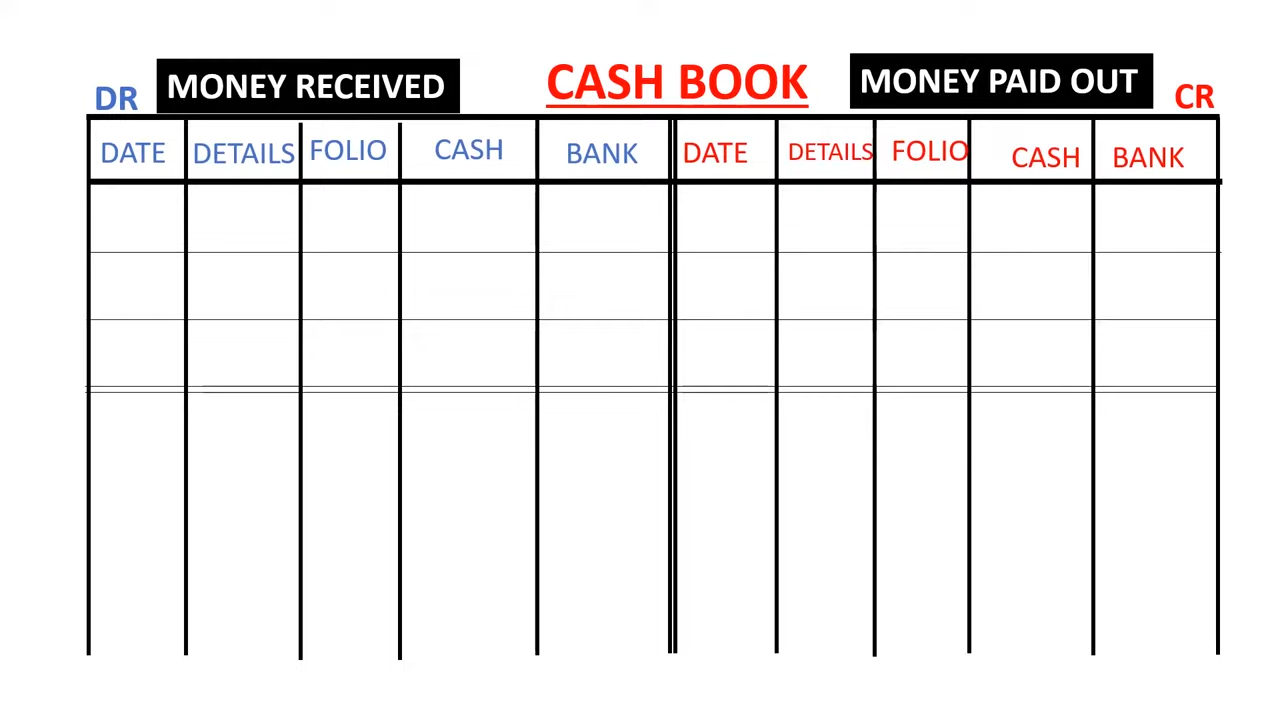 DR MONEY RECEIVED CASH BOOK MONEY PAID OUT CR
DATE DETAILS FOLIO CASH BANK DATE DETAILS FOLIO CASH BANK